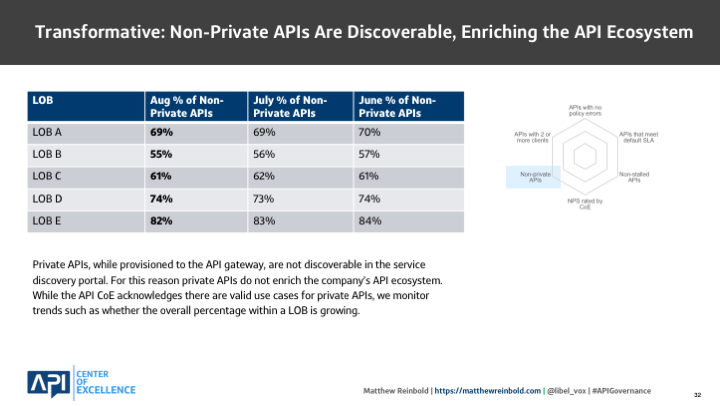 Transformative: Non-Private APIs Are Discoverable, Enriching the API Ecosystem
LOB
Aug % of Non-
Private APIs
July % of Non-
Private APIs
June % of Non-
Private APIs
LOB A 69% 69% 70%
LOB B 55% 56% 57%
LOB C 61% 62% 61%
LOB D 74% 73% 74%
LOB E 82% 83% 84%
APIs with no
policy errors
APIs with 2 or
more clients
APIs that meet
default SLA
Non-private
APIs
Non-stalled
APIs
NPS rated by
CoE
Private APIs, while provisioned to the API gateway, are not discoverable in the service
discovery portal. For this reason private APIs do not enrich the company's API ecosystem.
While the API CoE acknowledges there are valid use cases for private APIs, we monitor
trends such as whether the overall percentage within a LOB is growing.
API
CENTER
OF
EXCELLENCE
Matthew Reinbold | https://matthewreinbold.com | @libel_vox | #APIGovernance
32